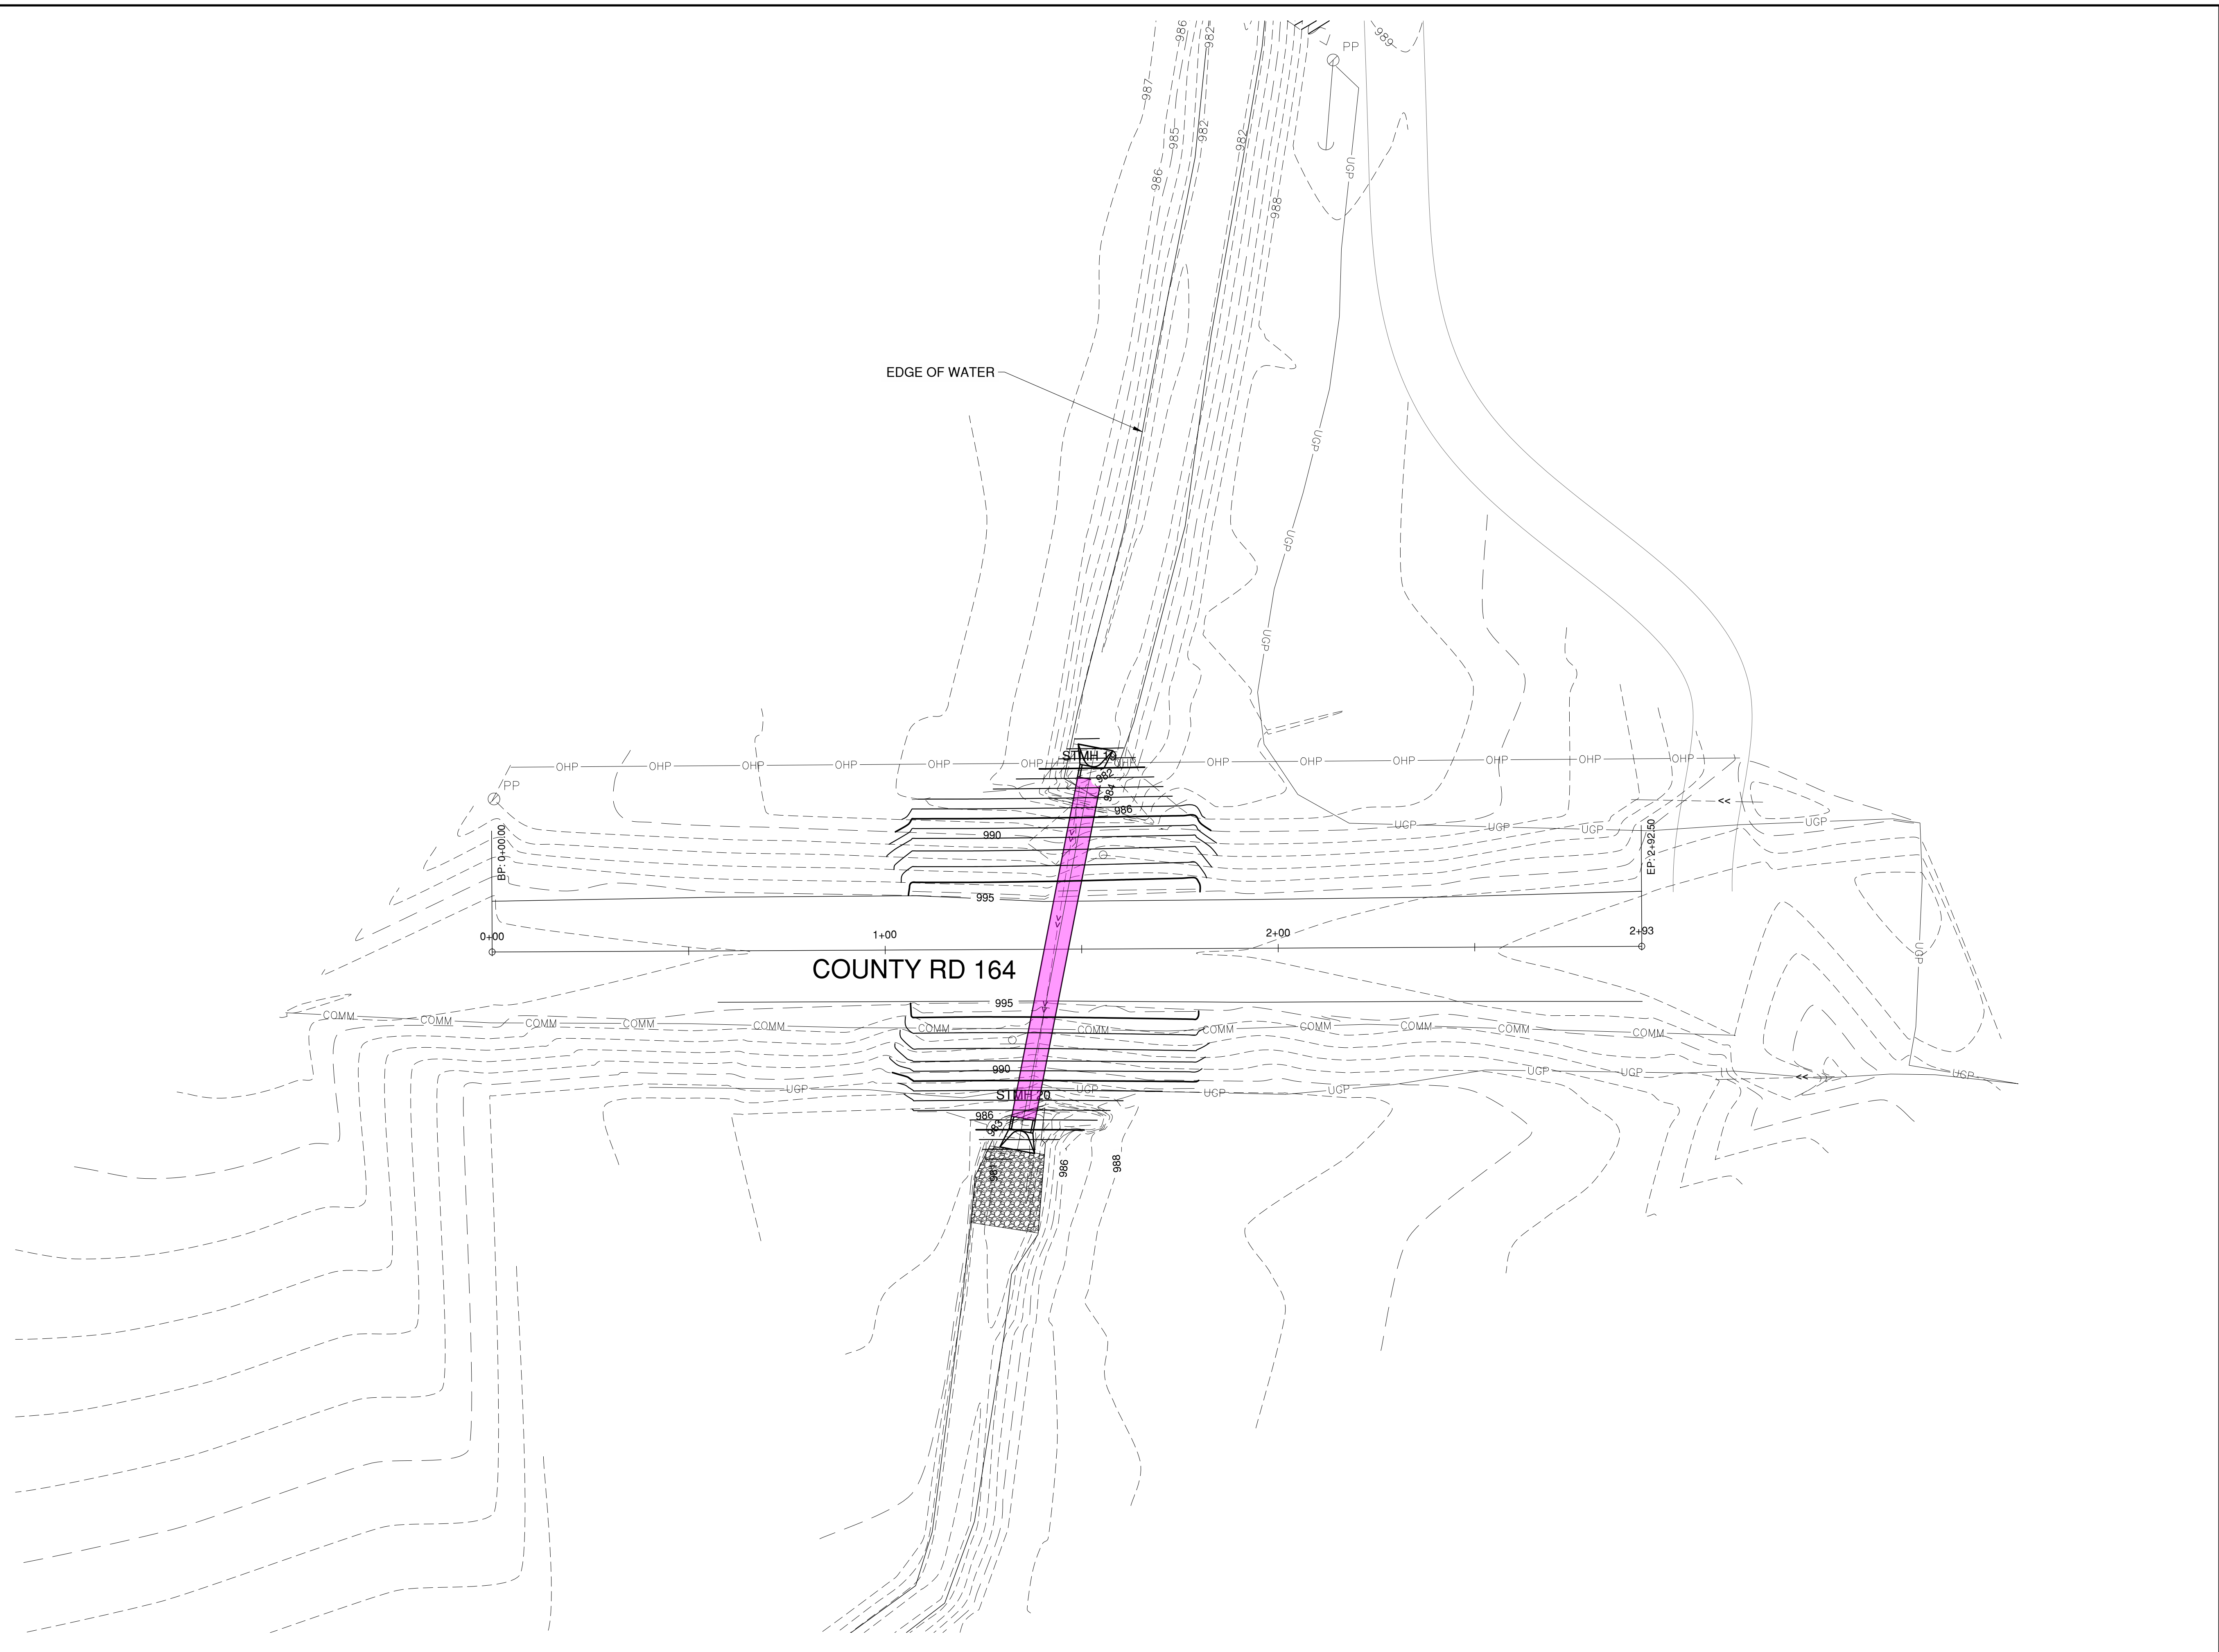 986
982
989
PP
987
982
985
982
986
UGP
988
EDGE OF WATER
UGP
UGP
UGP
STMH 19
OHP OHP OHP OHP OHP OHP OHP OHP OHP OHP OHP OHP OHP
982
PP
984
986
<<
UGP UGP UGP UGP
990
BP: 0+00.00
EP: 2+92.50
995
<<
0+00
1+00
2+00
2+93
UGP
COUNTY RD 164
995
<<
COMM COMM COMM COMM COMM COMM COMM COMM COMM COMM COMM COMM
990
UGP UGP UGP UGP UGP UGP UGP
<<
STMH 20
986
983
986
988
981